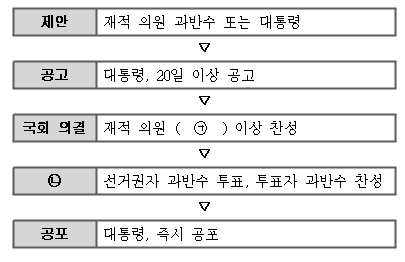 제안 재적 의원 과반수 또는 대통령
▽
공고 대통령, 20일 이상 공고
▽
국회 의결 재적 의원 ( ㉠ ) 이상 찬성
▽
㉡ 선거권자 과반수 투표, 투표자 과반수 찬성
▽
공포 대통령, 즉시 공포